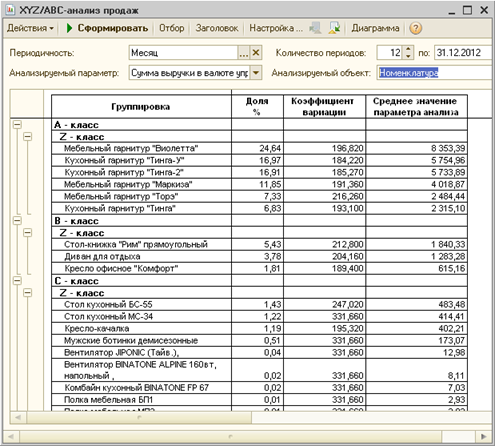 XYZ/ABC-анализ продаж
Действия Сформировать Отбор Заголовок Настройка... Диаграмма
Периодичность: Месяц ... Количество периодов: 12 по: 31.12.2012
Анализируемый параметр: Сумма выручки в валюте упр Анализируемый объект: Номенклатура
Группировка Доля % Коэффициент вариации Среднее значение параметра анализа
A - класс
Z - класс
Мебельный гарнитур "Виолетта" 24,64 196,820 8 353,39
Кухонный гарнитур "Тинга-У" 16,97 184,220 5 754,96
Кухонный гарнитур "Тинга-2" 16,91 185,270 5 733,89
Мебельный гарнитур "Маркиза" 11,85 191,360 4 018,87
Мебельный гарнитур "Торэ" 7,33 216,260 2 484,44
Кухонный гарнитур "Тинга" 6,83 193,100 2 315,10
B - класс
Z - класс
Стол-книжка "Рим" прямоугольный 5,43 212,800 1 840,33
Диван для отдыха 3,78 204,160 1 283,28
Кресло офисное "Комфорт" 1,81 189,400 615,16
C - класс
Z - класс
Стол кухонный БС-55 1,43 247,020 483,48
Стол кухонный МС-34 1,22 331,660 414,41
Кресло-качалка 1,19 195,320 402,21
Мужские ботинки демисезонные 0,51 331,660 173,07
Вентилятор JIPONIC (Тайв.), 0,04 331,660 12,98
Вентилятор BINATONE ALPINE 160вт,
напольный , 0,02 331,660 8,11
Комбайн кухонный BINATONE FP 67 0,02 331,660 7,03
Полка мебельная БП1 0,01 331,660 2,93